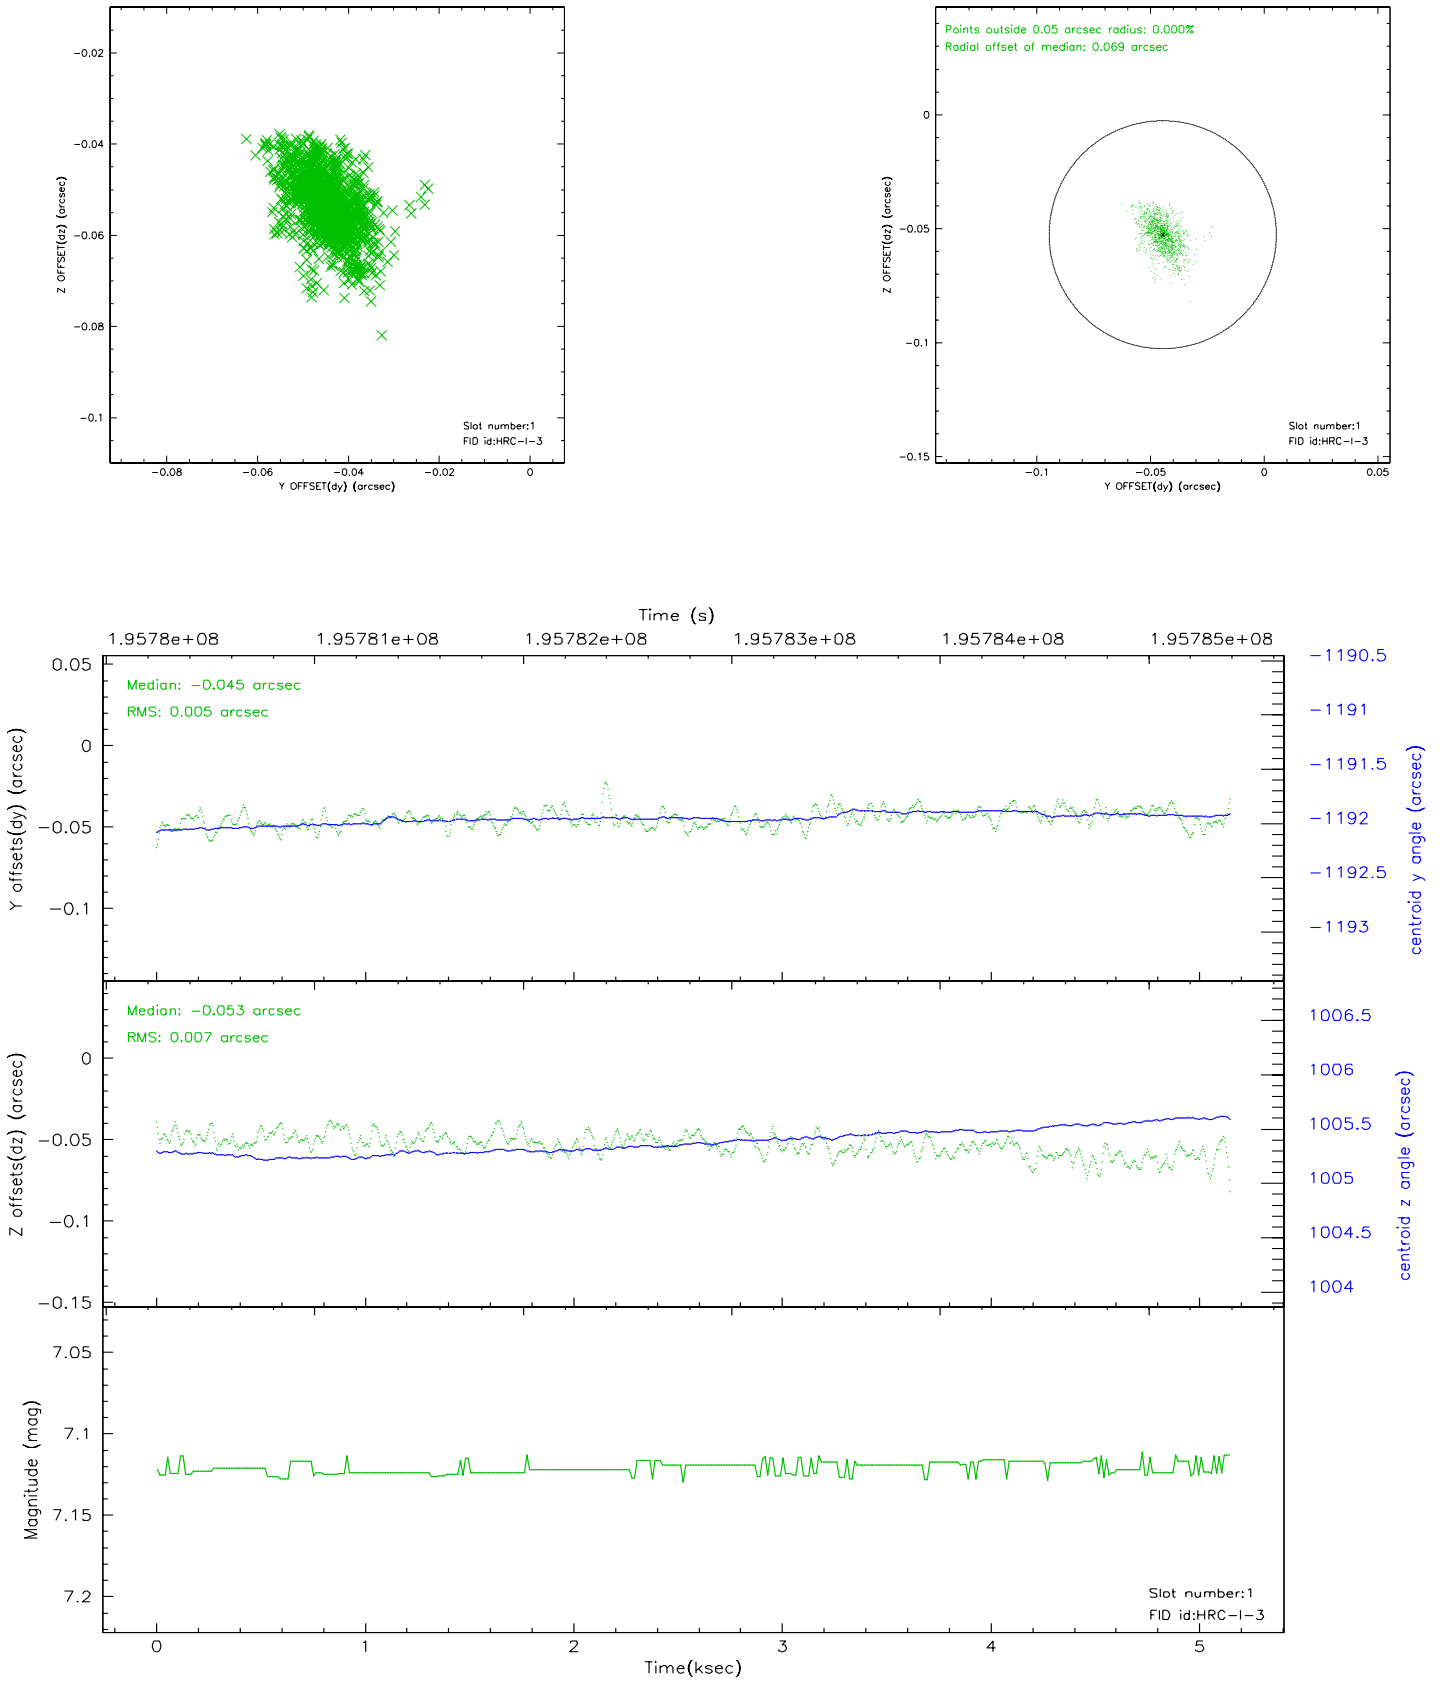 −0.02
−0.04
−0.06
−0.08
−0.1
Z OFFSET(dz) (arcsec)
Slot number:1
FID id:HRC−I−3
−0.08
−0.06
−0.04
−0.02
0
Y OFFSET(dy) (arcsec)
Points outside 0.05 arcsec radius: 0.000%
Radial offset of median: 0.069 arcsec
0
−0.05
−0.1
−0.15
Z OFFSET(dz) (arcsec)
Slot number:1
FID id:HRC−I−3
−0.1
−0.05
0
0.05
Y OFFSET(dy) (arcsec)
Time (s)
1.9578e+08
1.95781e+08
1.95782e+08
1.95783e+08
1.95784e+08
1.95785e+08
0.05
0
−0.05
−0.1
Y offsets(dy) (arcsec)
Median: −0.045 arcsec
RMS: 0.005 arcsec
−1190.5
−1191
−1191.5
−1192
−1192.5
−1193
centroid y angle (arcsec)
0
−0.05
−0.1
−0.15
Z offsets(dz) (arcsec)
Median: −0.053 arcsec
RMS: 0.007 arcsec
1006.5
1006
1005.5
1005
1004.5
1004
centroid z angle (arcsec)
7.05
7.1
7.15
7.2
Magnitude (mag)
Slot number:1
FID id:HRC−I−3
0
1
2
3
4
5
Time(ksec)